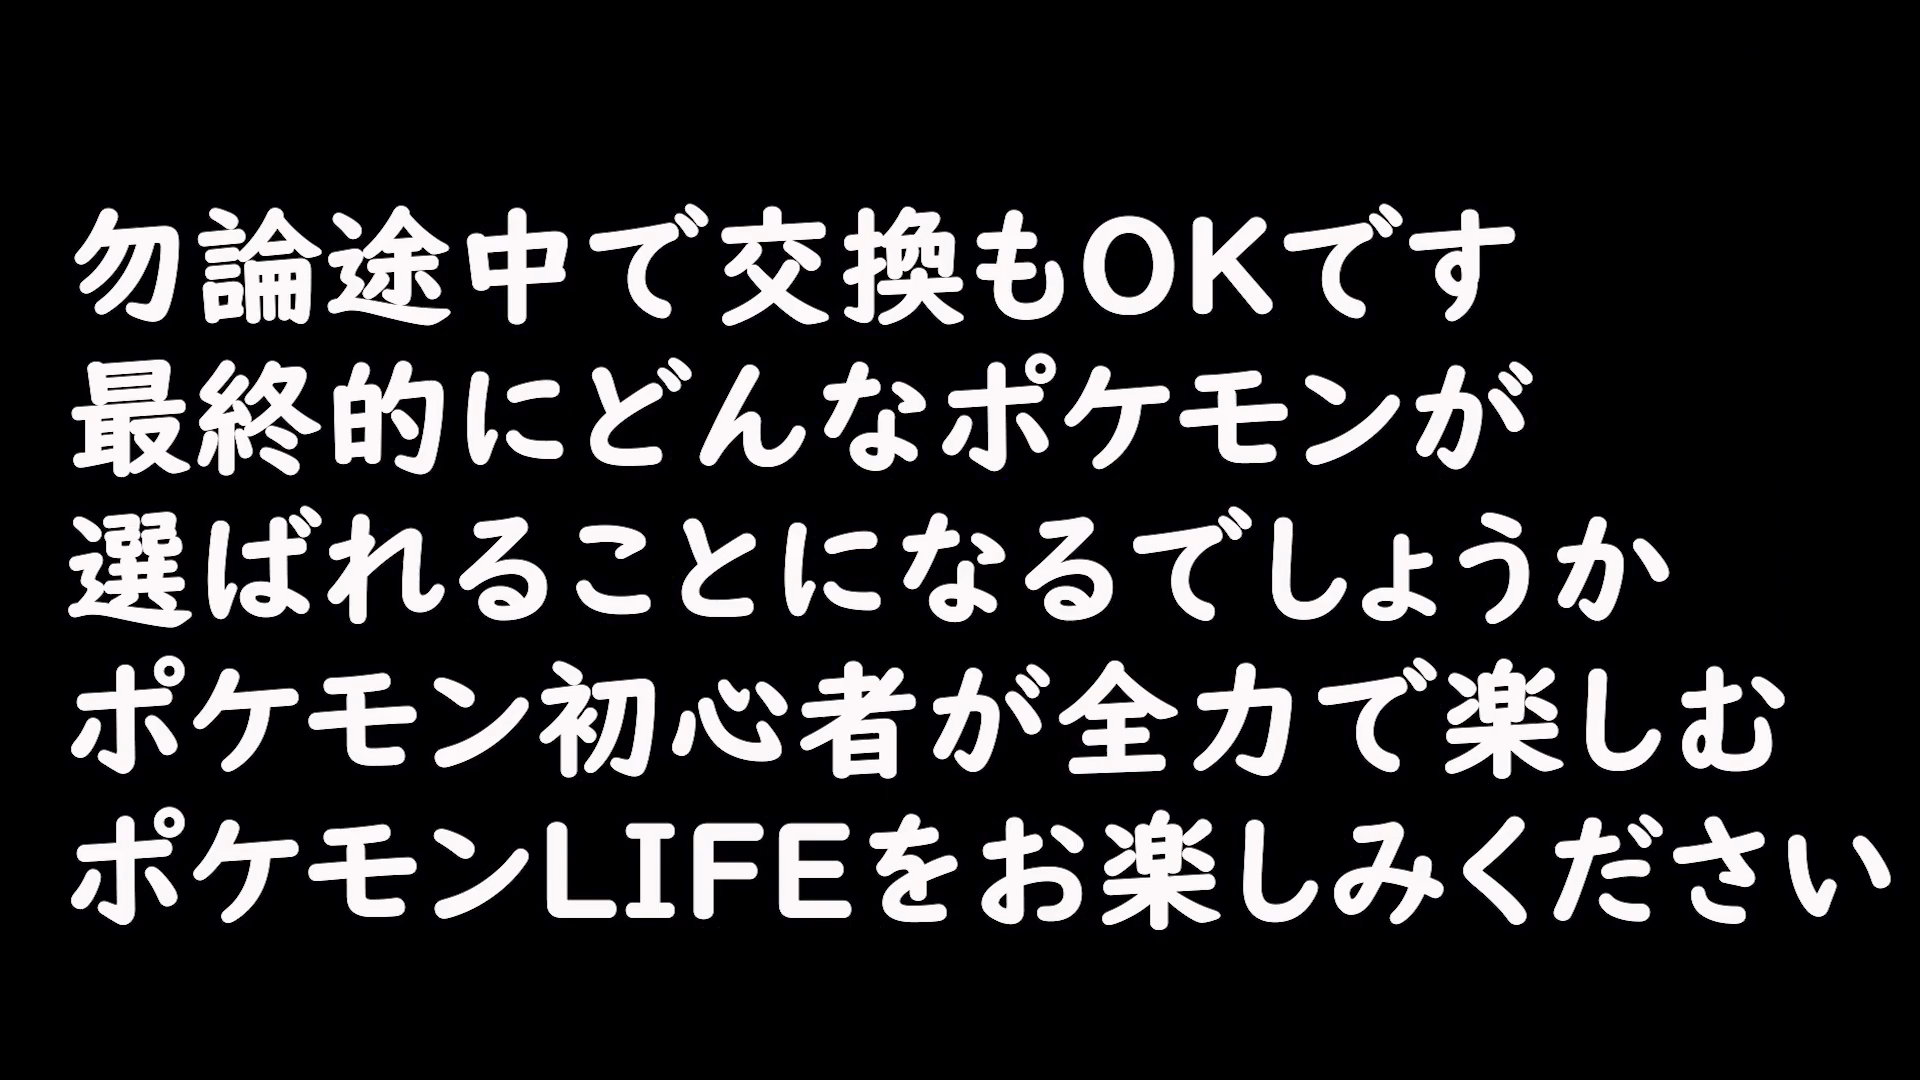 勿論途中で交換もOKです
最終的にどんなポケモンが
選ばれることになるでしょうか
ポケモン初心者が全力で楽しむ
ポケモンLIFEをお楽しみください